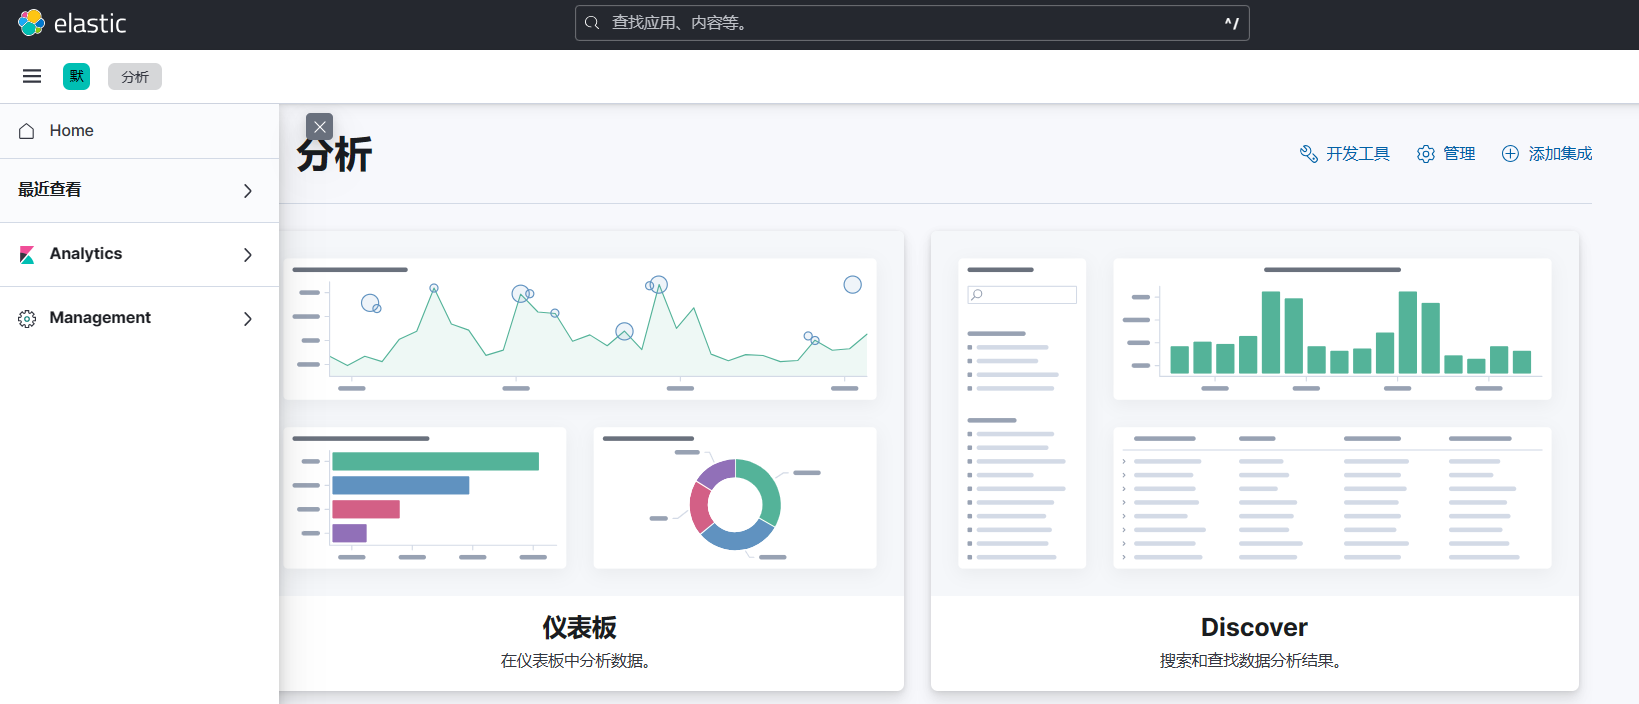 elastic
查找应用、内容等。
^/
默
分析
Home
最近查看
Analytics
Management
分析
开发工具
管理
添加集成
仪表板
在仪表板中分析数据。
Discover
搜索和查找数据分析结果。